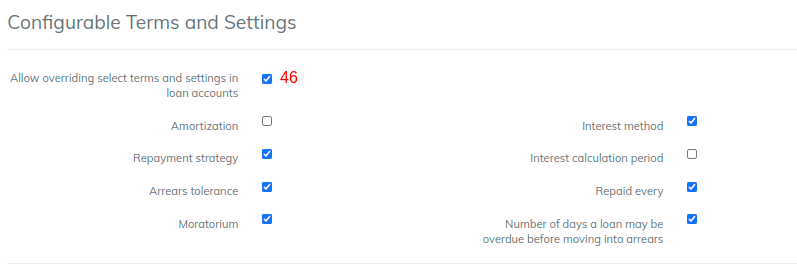 Configurable Terms and Settings
Allow overriding select terms and settings in
loan accounts
46
Amortization
Interest method
Repayment strategy
Interest calculation period
Arrears tolerance
Repaid every
Moratorium
Number of days a loan may be
overdue before moving into arrears